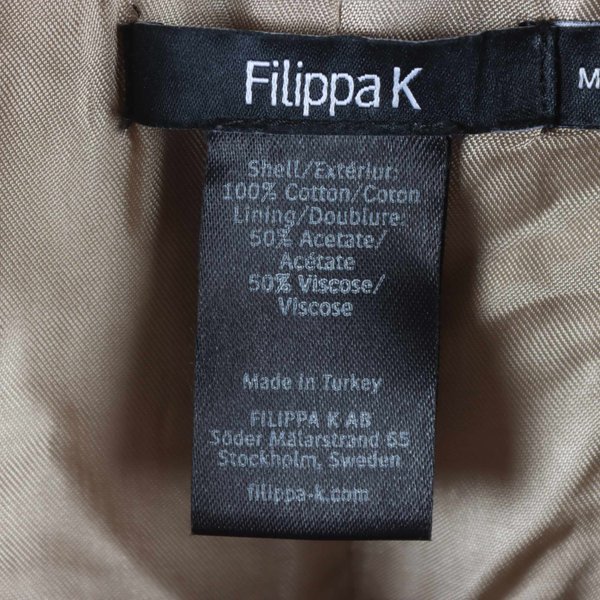 Filippa K
M
Shell/Extériut:
100% Cotton/Coton
Lining/Doublure:
50% Acetate/
Acétate
50% Viscose/
Viscose
Made in Turkey
FILIPPA K AB
Söder Mälarstrand 65
Stockholm, Sweden
filippa-k.com